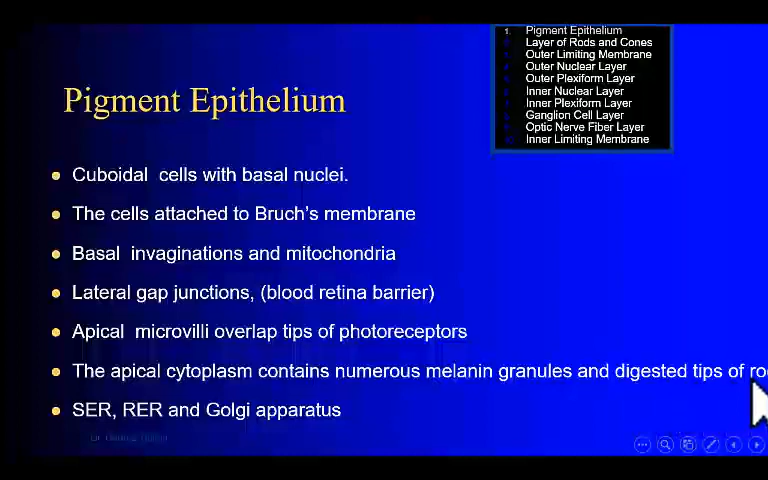 1. Pigment Epithelium
Layer of Rods and Cones
Outer Limiting Membrane
Outer Nuclear Layer
Outer Plexiform Layer
Inner Nuclear Layer
Inner Plexiform Layer
Ganglion Cell Layer
Optic Nerve Fiber Layer
Inner Limiting Membrane
Pigment Epithelium
Cuboidal cells with basal nuclei.
The cells attached to Bruch’s membrane
Basal invaginations and mitochondria
Lateral gap junctions, (blood retina barrier)
Apical microvilli overlap tips of photoreceptors
The apical cytoplasm contains numerous melanin granules and digested tips of
SER, RER and Golgi apparatus